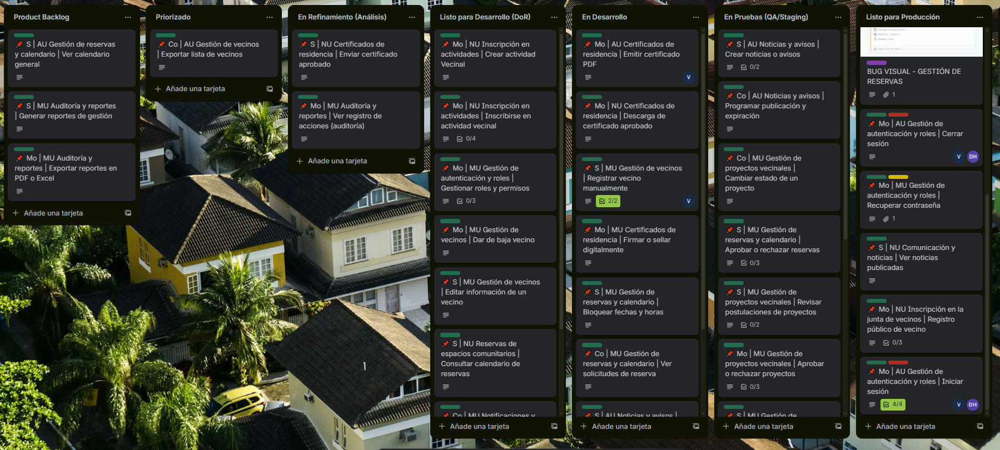 Product Backlog
S | AU Gestión de reservas
y calendario | Ver calendario
general
S | MU Auditoría y reportes
| Generar reportes de gestión
Mo | MU Auditoría y
reportes | Exportar reportes en
PDF o Excel
Añade una tarjeta
Priorizado
Co | AU Gestión de vecinos
| Exportar lista de vecinos
Añade una tarjeta
En Refinamiento (Análisis)
S | NU Certificados de
residencia | Enviar certificado
aprobado
Mo | MU Auditoría y
reportes | Ver registro de
acciones (auditoría)
Añade una tarjeta
Listo para Desarrollo (DoR)
Mo | NU Inscripción en
actividades | Crear actividad
Vecinal
Mo | NU Inscripción en
actividades | Inscribirse en
actividad vecinal
0/4
Mo | MU Gestión de
autenticación y roles |
Gestionar roles y permisos
0/3
Mo | MU Gestión de
vecinos | Dar de baja vecino
S | MU Gestión de vecinos
| Editar información de un
vecino
S | NU Reservas de
espacios comunitarios |
Consultar calendario de
reservas
Co | MU Notificaciones y
Añade una tarjeta
En Desarrollo
Mo | AU Certificados de
residencia | Emitir certificado
PDF
V
Mo | NU Certificados de
residencia | Descarga de
certificado aprobado
S | MU Gestión de vecinos
| Registrar vecino
manualmente
2/2
V
Mo | MU Certificados de
residencia | Firmar o sellar
digitalmente
S | MU Gestión de
reservas y calendario |
Bloquear fechas y horas
Co | MU Gestión de
reservas y calendario | Ver
solicitudes de reserva
S | AU Noticias y avisos |
Añade una tarjeta
En Pruebas (QA/Staging)
S | AU Noticias y avisos |
Crear noticias o avisos
0/2
Co | AU Noticias y avisos |
Programar publicación y
expiración
Co | MU Gestión de
proyectos vecinales |
Cambiar estado de un
proyecto
S | MU Gestión de
reservas y calendario |
Aprobar o rechazar reservas
0/3
S | MU Gestión de
proyectos vecinales | Revisar
postulaciones de proyectos
0/2
Mo | MU Gestión de
proyectos vecinales | Aprobar
o rechazar proyectos
0/3
S | MU Gestión de
Añade una tarjeta
Listo para Producción
BUG VISUAL - GESTIÓN DE
RESERVAS
1
Mo | AU Gestión de
autenticación y roles | Cerrar
sesión
V DH
Mo | MU Gestión de
autenticación y roles |
Recuperar contraseña
1
S | NU Comunicación y
noticias | Ver noticias
publicadas
Mo | NU Inscripción en la
junta de vecinos | Registro
público de vecino
0/3
Mo | AU Gestión de
autenticación y roles | Iniciar
sesión
4/4
V DH
Añade una tarjeta